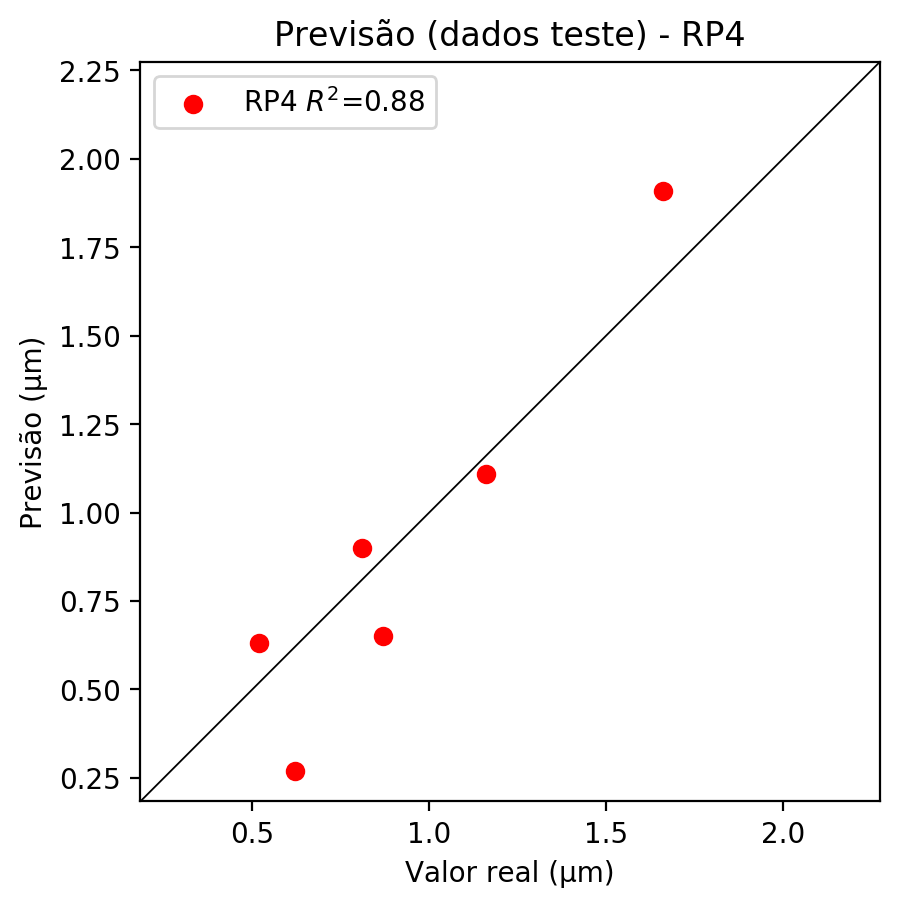 Previsão (dados teste) - RP4
RP4 R²=0.88
2.25
2.00
1.75
1.50
1.25
1.00
0.75
0.50
0.25
Previsão (μm)
0.5 1.0 1.5 2.0
Valor real (μm)